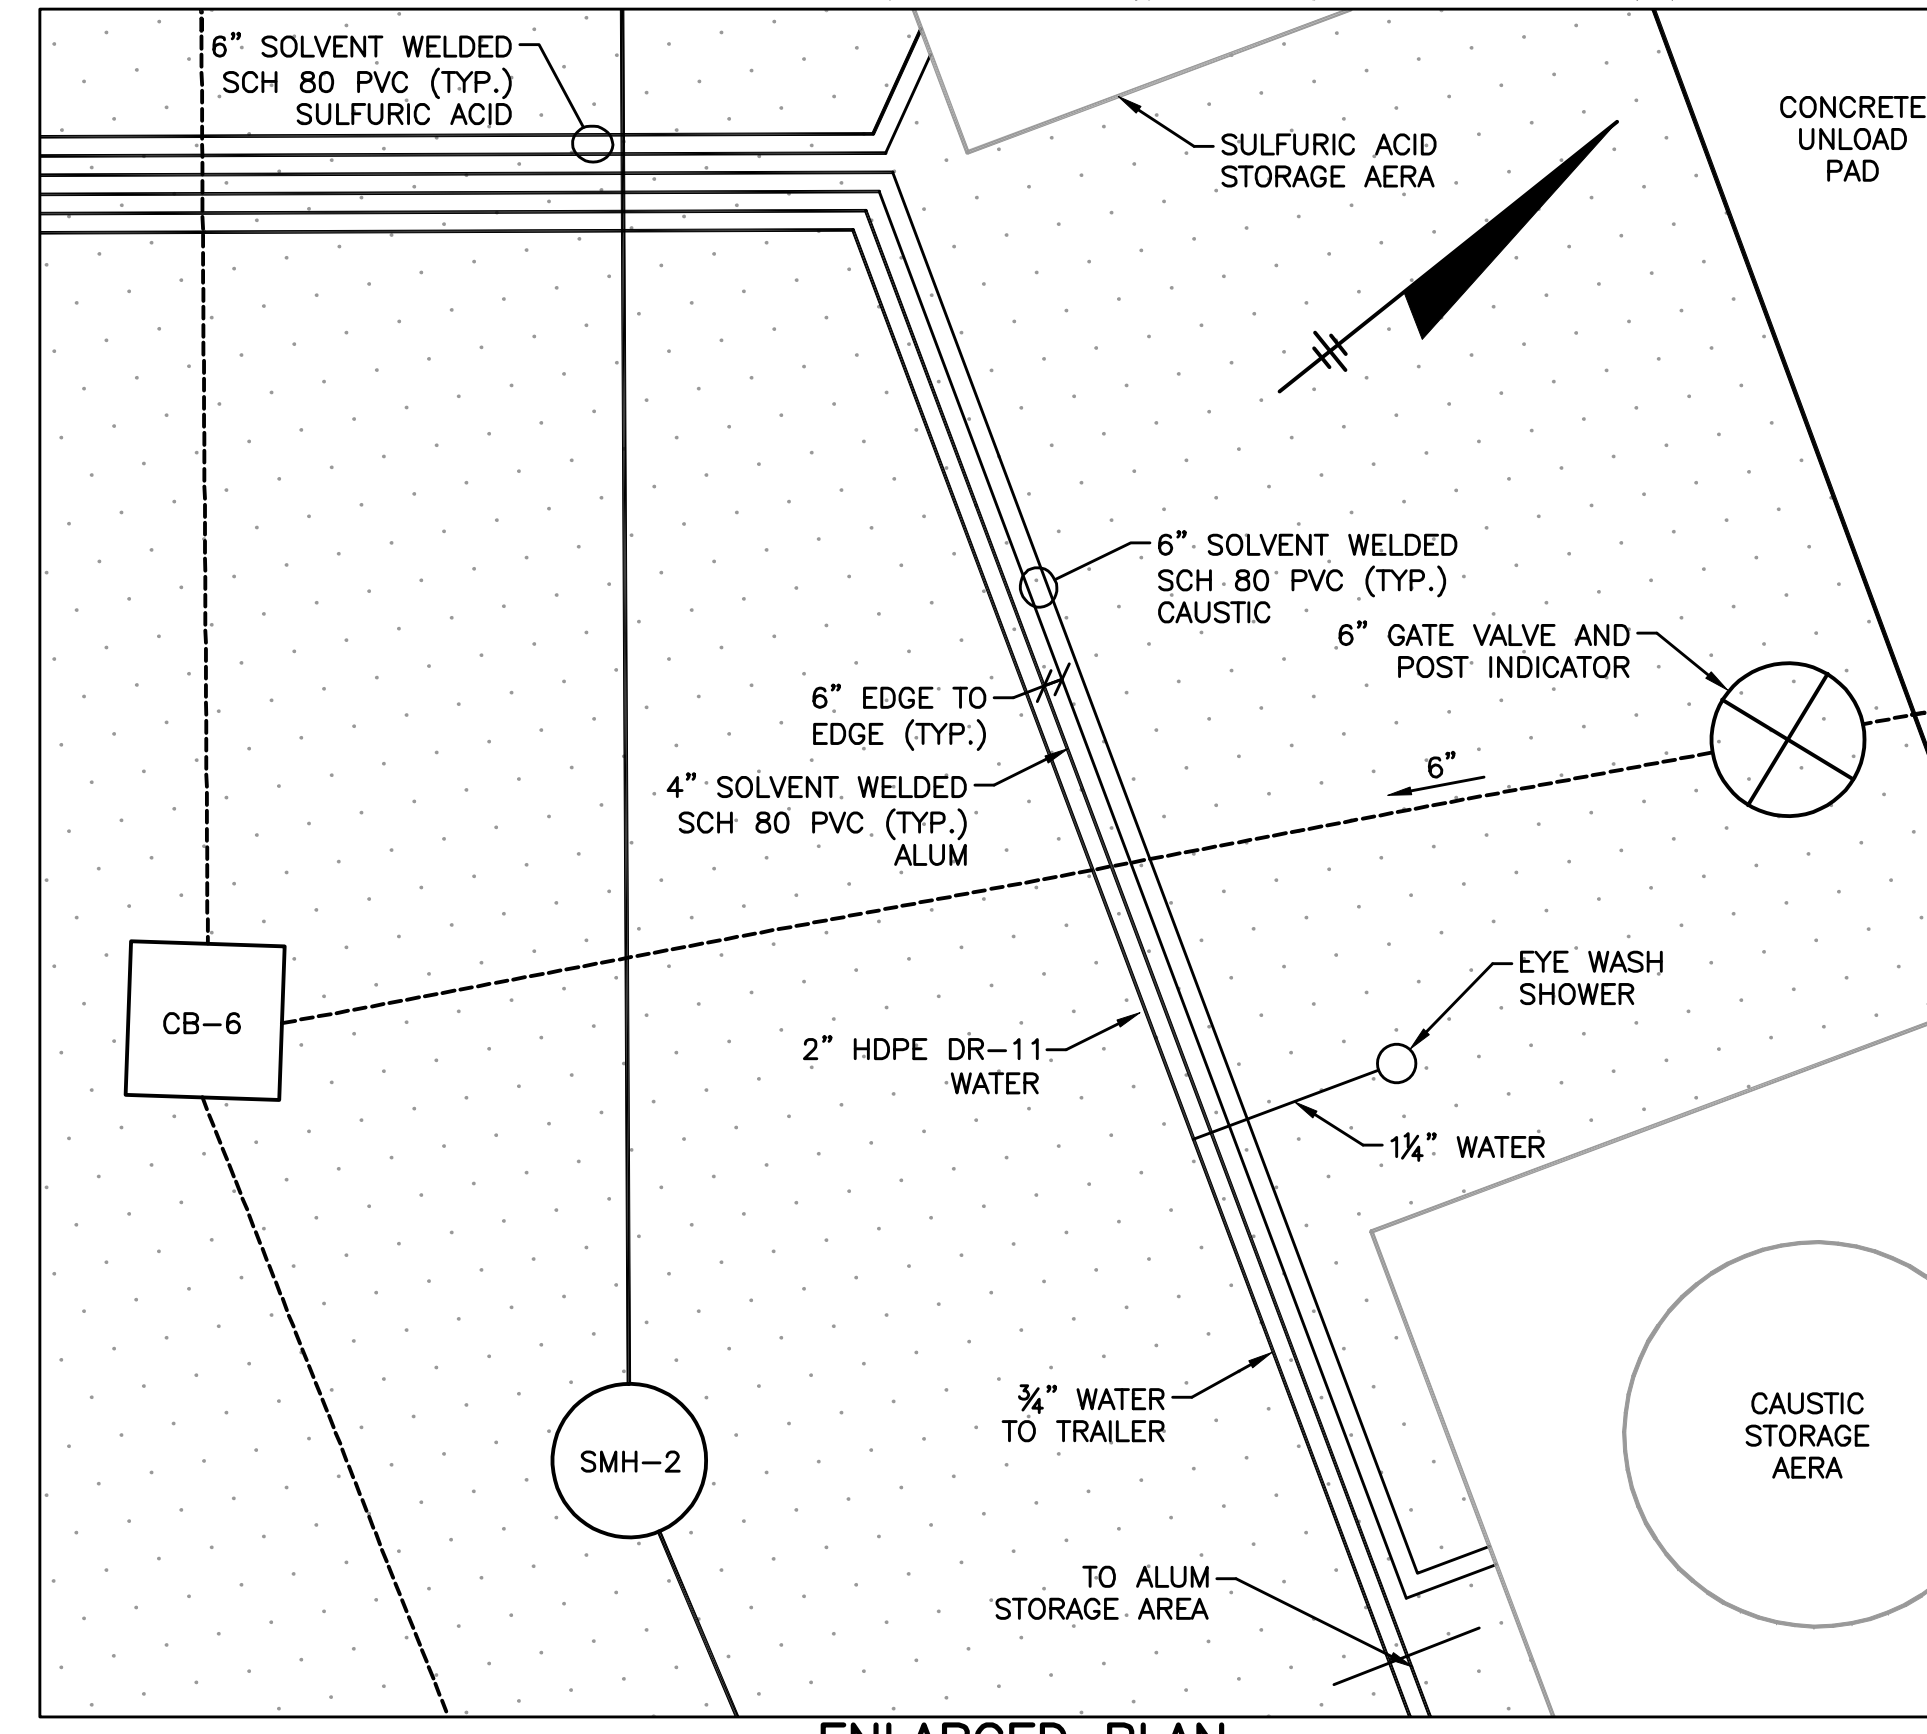 6" SOLVENT WELDED
SCH 80 PVC (TYP.)
SULFURIC ACID
SULFURIC ACID
STORAGE AERA
CONCRETE
UNLOAD
PAD
6" SOLVENT WELDED
SCH 80 PVC (TYP.)
CAUSTIC
6" GATE VALVE AND
POST INDICATOR
6" EDGE TO
EDGE (TYP.)
6"
4" SOLVENT WELDED
SCH 80 PVC (TYP.)
ALUM
EYE WASH
SHOWER
CB-6
2" HDPE DR-11
WATER
1¼" WATER
¾" WATER
TO TRAILER
CAUSTIC
STORAGE
AERA
SMH-2
TO ALUM
STORAGE AREA
ENLARGED PLAN